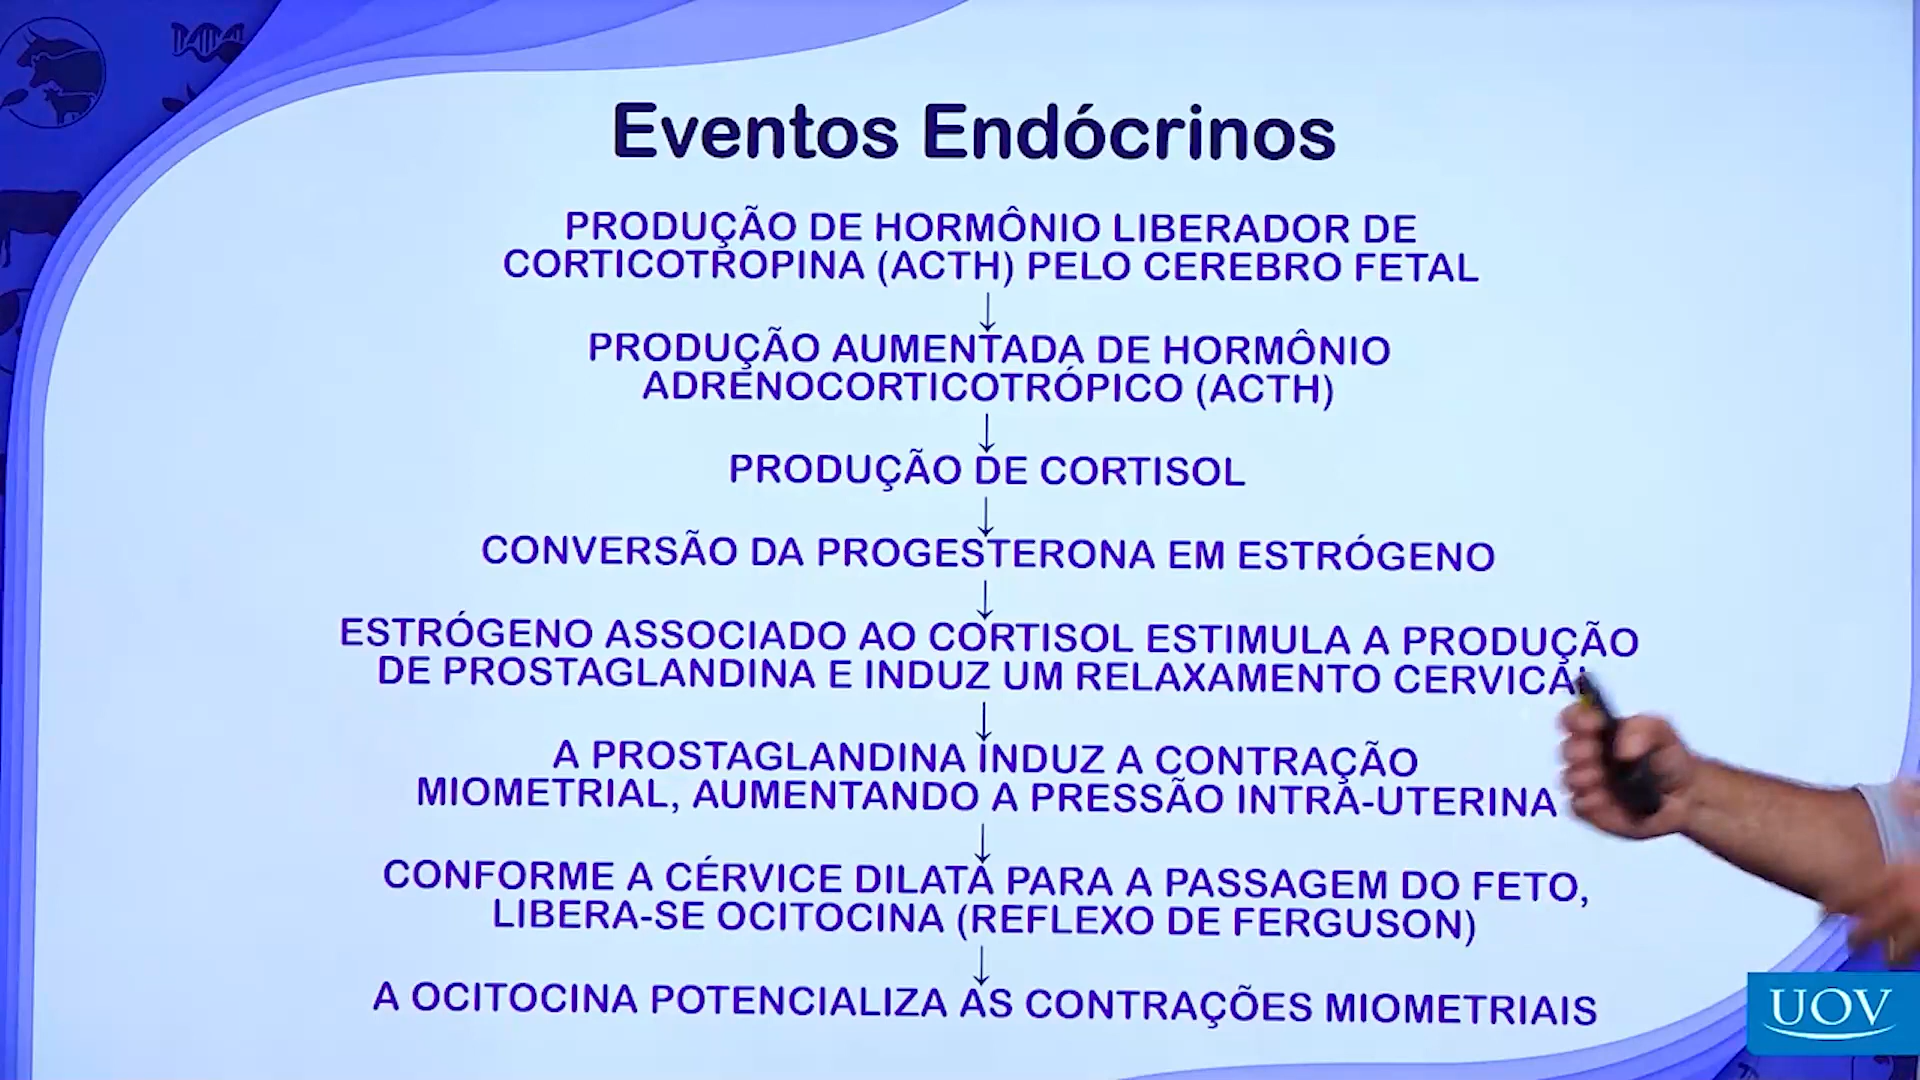 Eventos Endócrinos
PRODUÇÃO DE HORMÔNIO LIBERADOR DE
CORTICOTROPINA (ACTH) PELO CEREBRO FETAL
↓
PRODUÇÃO AUMENTADA DE HORMÔNIO
ADRENOCORTICOTRÓPICO (ACTH)
↓
PRODUÇÃO DE CORTISOL
↓
CONVERSÃO DA PROGESTERONA EM ESTRÓGENO
↓
ESTRÓGENO ASSOCIADO AO CORTISOL ESTIMULA A PRODUÇÃO
DE PROSTAGLANDINA E INDUZ UM RELAXAMENTO CERVICAL
↓
A PROSTAGLANDINA INDUZ A CONTRAÇÃO
MIOMETRIAL, AUMENTANDO A PRESSÃO INTRA-UTERINA
↓
CONFORME A CÉRVICE DILATA PARA A PASSAGEM DO FETO,
LIBERA-SE OCITOCINA (REFLEXO DE FERGUSON)
↓
A OCITOCINA POTENCIALIZA AS CONTRAÇÕES MIOMETRIAIS
UOV